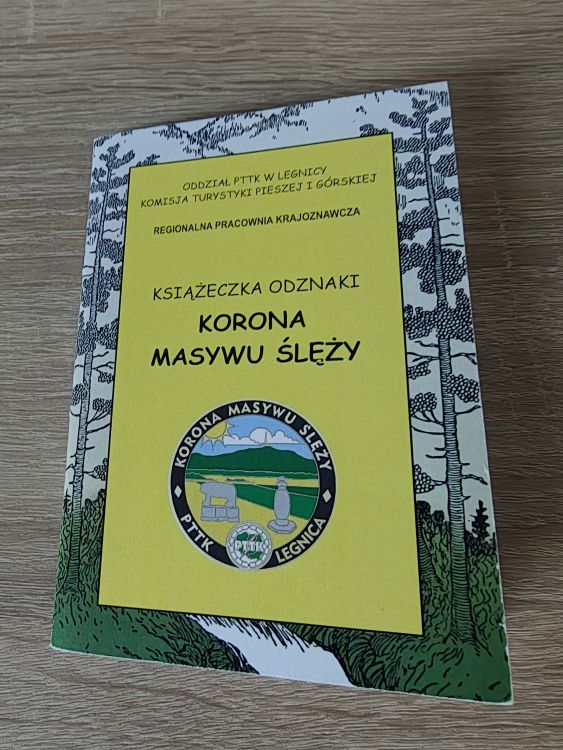 ODDZIAŁ PTTK W LEGNICY
KOMISJA TURYSTYKI PIESZEJ I GÓRSKIEJ
REGIONALNA PRACOWNIA KRAJOZNAWCZA
KSIĄŻECZKA ODZNAKI
KORONA
MASYWU ŚLĘŻY
KORONA MASYWU ŚLĘŻY
PTTK LEGNICA
PTTK